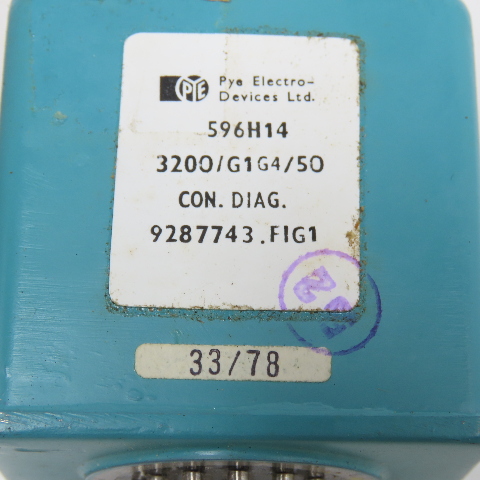 PYE Pye Electro-
Devices Ltd.
596H14
3200/G1G4/50
CON. DIAG.
9287743.FIG1
33/78